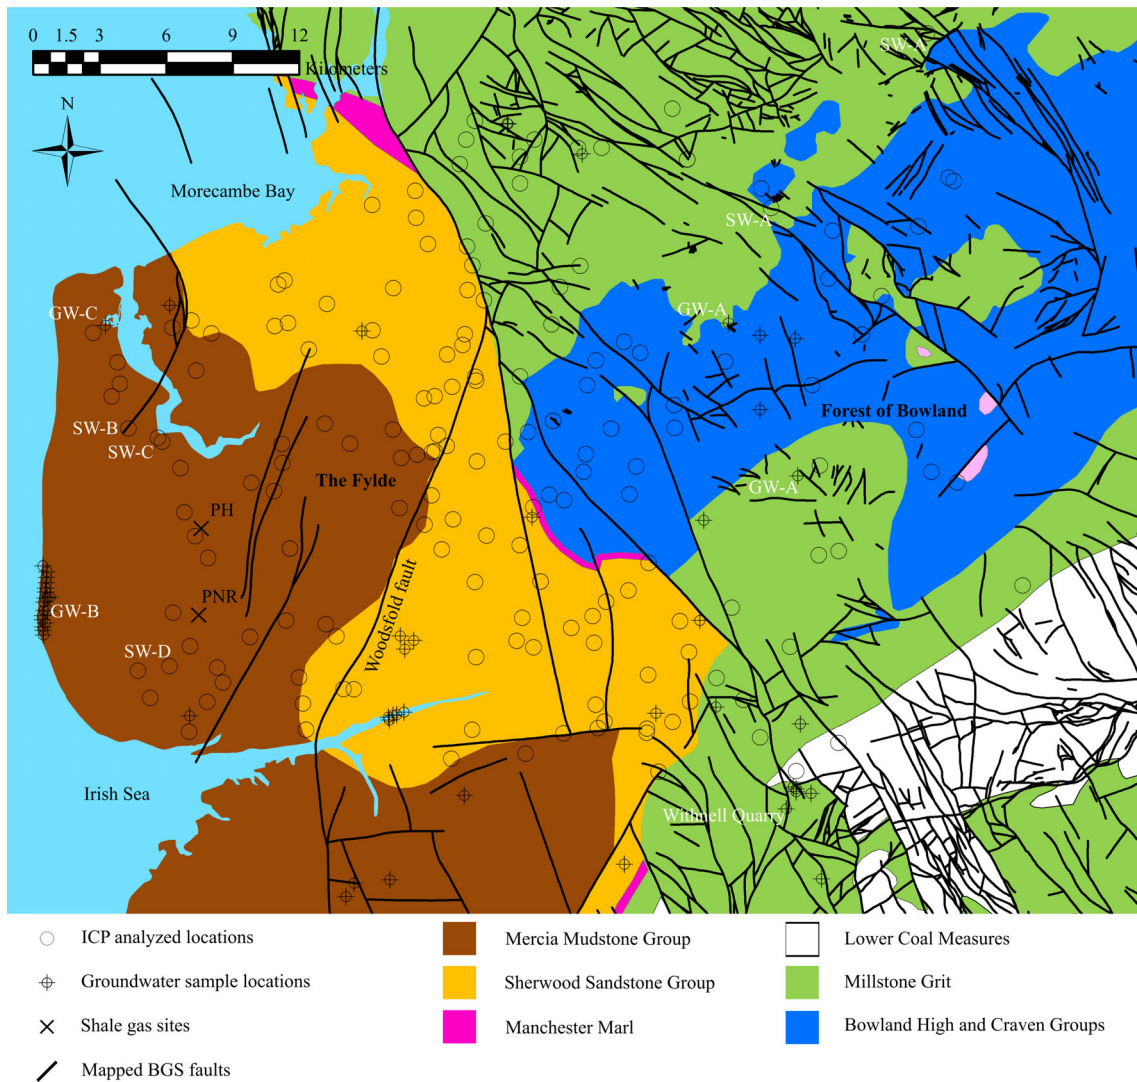 0 1.5 3 6 9 12
Kilometers
N
Morecambe Bay
SW-A
SW-A
GW-C
GW-A
SW-B
SW-C
Forest of Bowland
The Fylde
GW-A
PH
PNR
GW-B
Woodsfold fault
SW-D
Irish Sea
Withnell Quarry
ICP analyzed locations
Groundwater sample locations
Shale gas sites
Mapped BGS faults
Mercia Mudstone Group
Sherwood Sandstone Group
Manchester Marl
Lower Coal Measures
Millstone Grit
Bowland High and Craven Groups